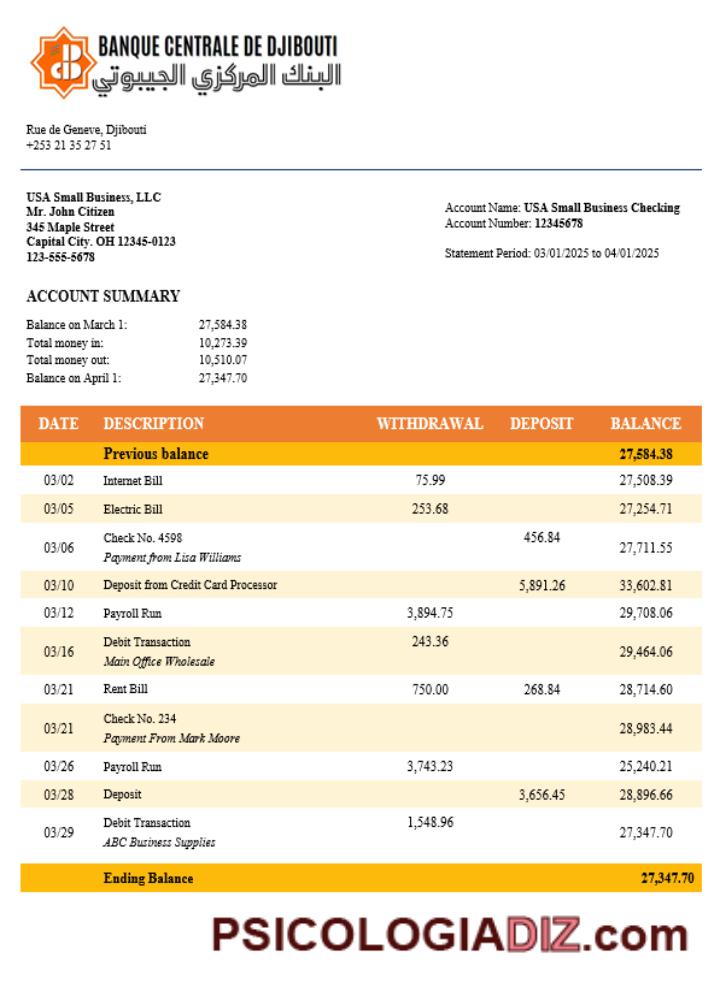 BANQUE CENTRALE DE DJIBOUTI
البنك المركزي الجيبوتي
Rue de Geneve, Djibouti
+253 21 35 27 51
USA Small Business, LLC
Mr. John Citizen
345 Maple Street
Capital City. OH 12345-0123
123-555-5678
Account Name: USA Small Business Checking
Account Number: 12345678
Statement Period: 03/01/2025 to 04/01/2025
ACCOUNT SUMMARY
Balance on March 1: 27,584.38
Total money in: 10,273.39
Total money out: 10,510.07
Balance on April 1: 27,347.70
DATE DESCRIPTION WITHDRAWAL DEPOSIT BALANCE
Previous balance 27,584.38
03/02 Internet Bill 75.99 27,508.39
03/05 Electric Bill 253.68 27,254.71
03/06 Check No. 4598 456.84 27,711.55
Payment from Lisa Williams
03/10 Deposit from Credit Card Processor 5,891.26 33,602.81
03/12 Payroll Run 3,894.75 29,708.06
03/16 Debit Transaction 243.36 29,464.06
Main Office Wholesale
03/21 Rent Bill 750.00 268.84 28,714.60
03/21 Check No. 234 28,983.44
Payment From Mark Moore
03/26 Payroll Run 3,743.23 25,240.21
03/28 Deposit 3,656.45 28,896.66
03/29 Debit Transaction 1,548.96 27,347.70
ABC Business Supplies
Ending Balance 27,347.70
PSICOLOGIADIZ.com